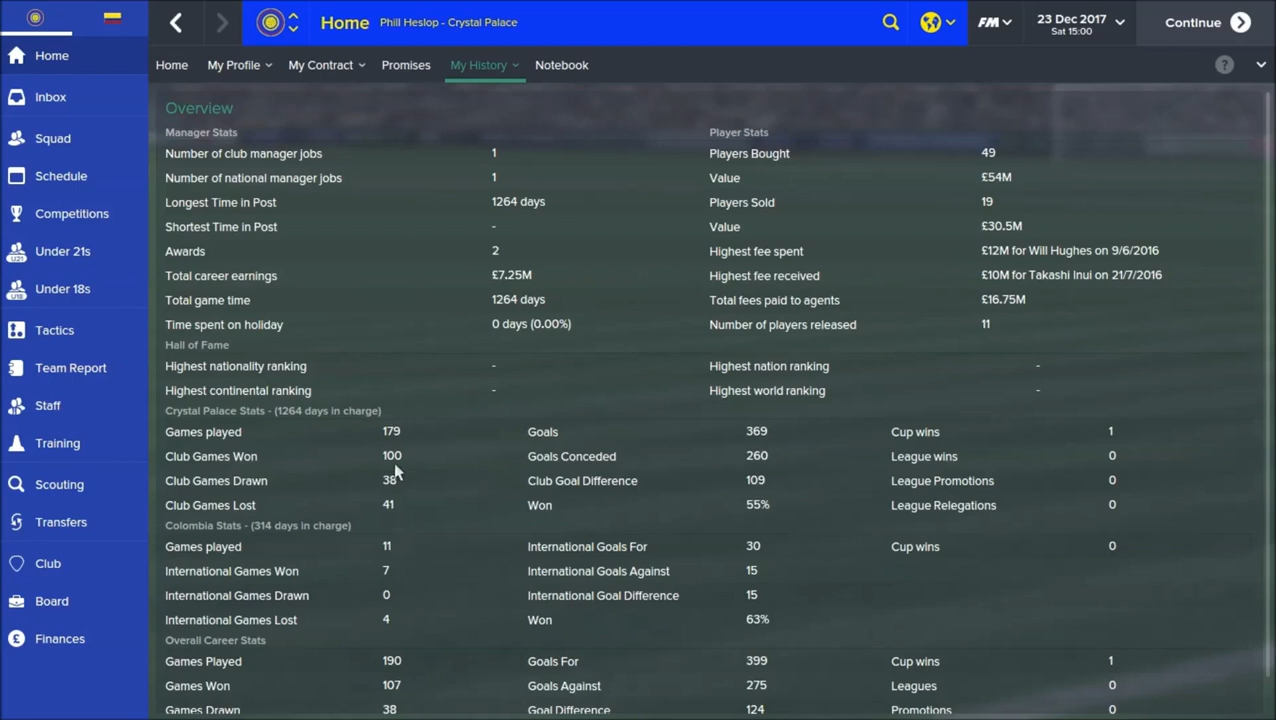 Home
Phill Heslop - Crystal Palace
FM
23 Dec 2017
Sat 15:00
Continue
Home
Inbox
Squad
Schedule
Competitions
U21
Under 21s
U18
Under 18s
Tactics
Team Report
Staff
Training
Scouting
Transfers
Club
Board
Finances
Home My Profile My Contract Promises My History Notebook ?
Overview
Manager Stats Player Stats
Number of club manager jobs 1 Players Bought 49
Number of national manager jobs 1 Value £54M
Longest Time in Post 1264 days Players Sold 19
Shortest Time in Post - Value £30.5M
Awards 2 Highest fee spent £12M for Will Hughes on 9/6/2016
Total career earnings £7.25M Highest fee received £10M for Takashi Inui on 21/7/2016
Total game time 1264 days Total fees paid to agents £16.75M
Time spent on holiday 0 days (0.00%) Number of players released 11
Hall of Fame
Highest nationality ranking - Highest nation ranking -
Highest continental ranking - Highest world ranking -
Crystal Palace Stats - (1264 days in charge)
Games played 179 Goals 369 Cup wins 1
Club Games Won 100 Goals Conceded 260 League wins 0
Club Games Drawn 38 Club Goal Difference 109 League Promotions 0
Club Games Lost 41 Won 55% League Relegations 0
Colombia Stats - (314 days in charge)
Games played 11 International Goals For 30 Cup wins 0
International Games Won 7 International Goals Against 15
International Games Drawn 0 International Goal Difference 15
International Games Lost 4 Won 63%
Overall Career Stats
Games Played 190 Goals For 399 Cup wins 1
Games Won 107 Goals Against 275 Leagues 0
Games Drawn 38 Goal Difference 124 Promotions 0